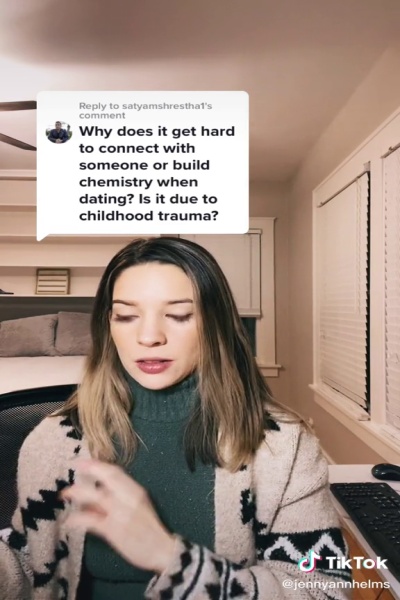 Reply to satyamshrestha1's
comment
Why does it get hard
to connect with
someone or build
chemistry when
dating? Is it due to
childhood trauma?
TikTok
@jennyannhelms